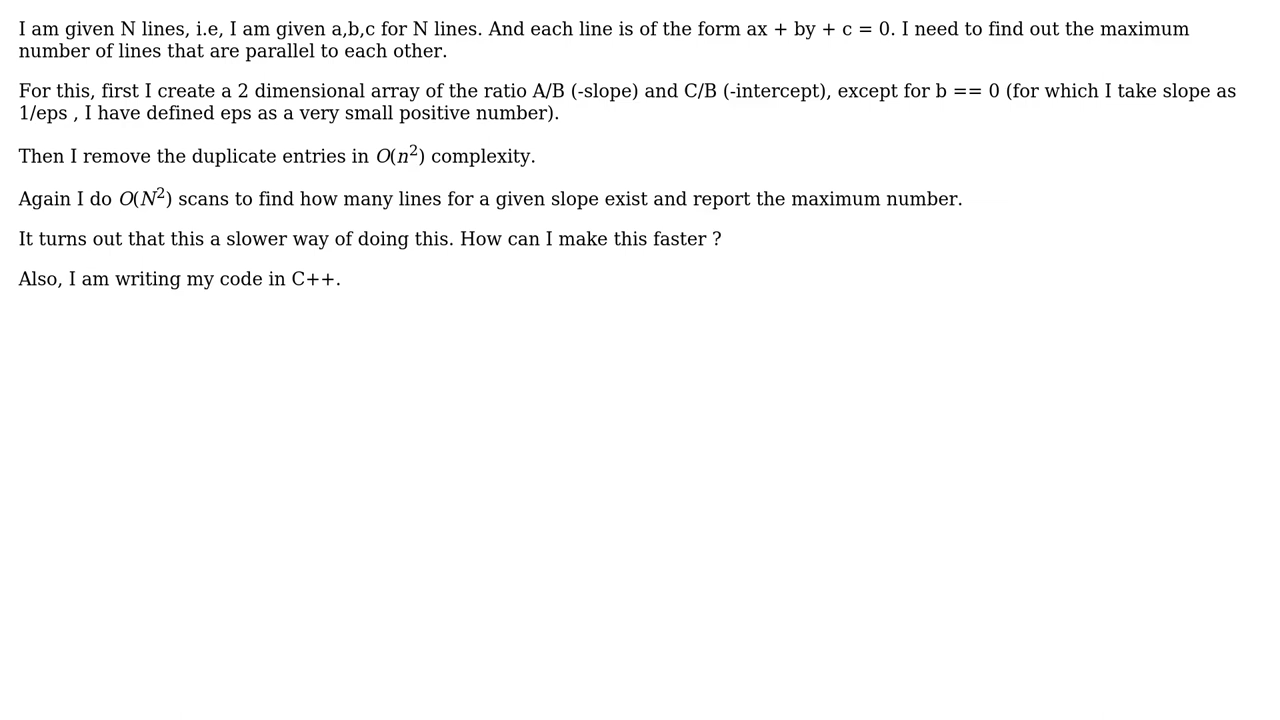 I am given N lines, i.e, I am given a,b,c for N lines. And each line is of the form ax + by + c = 0. I need to find out the maximum
number of lines that are parallel to each other.
For this, first I create a 2 dimensional array of the ratio A/B (-slope) and C/B (-intercept), except for b == 0 (for which I take slope as
1/eps , I have defined eps as a very small positive number).
Then I remove the duplicate entries in O(n²) complexity.
Again I do O(N²) scans to find how many lines for a given slope exist and report the maximum number.
It turns out that this a slower way of doing this. How can I make this faster ?
Also, I am writing my code in C++.